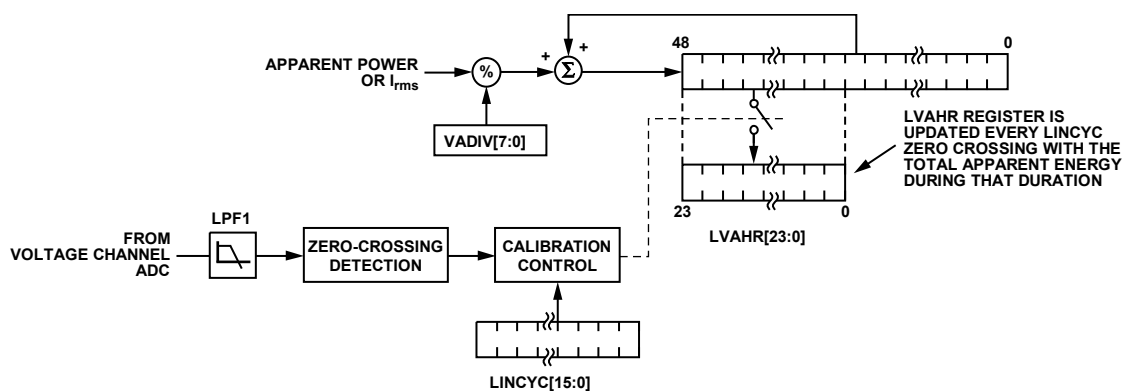 48
0
+
+
APPARENT POWER
OR Irms
%
Σ
VADIV[7:0]
LVAHR REGISTER IS
UPDATED EVERY LINCYC
ZERO CROSSING WITH THE
TOTAL APPARENT ENERGY
DURING THAT DURATION
23
0
LVAHR[23:0]
LPF1
FROM
VOLTAGE CHANNEL
ADC
ZERO-CROSSING
DETECTION
CALIBRATION
CONTROL
LINCYC[15:0]